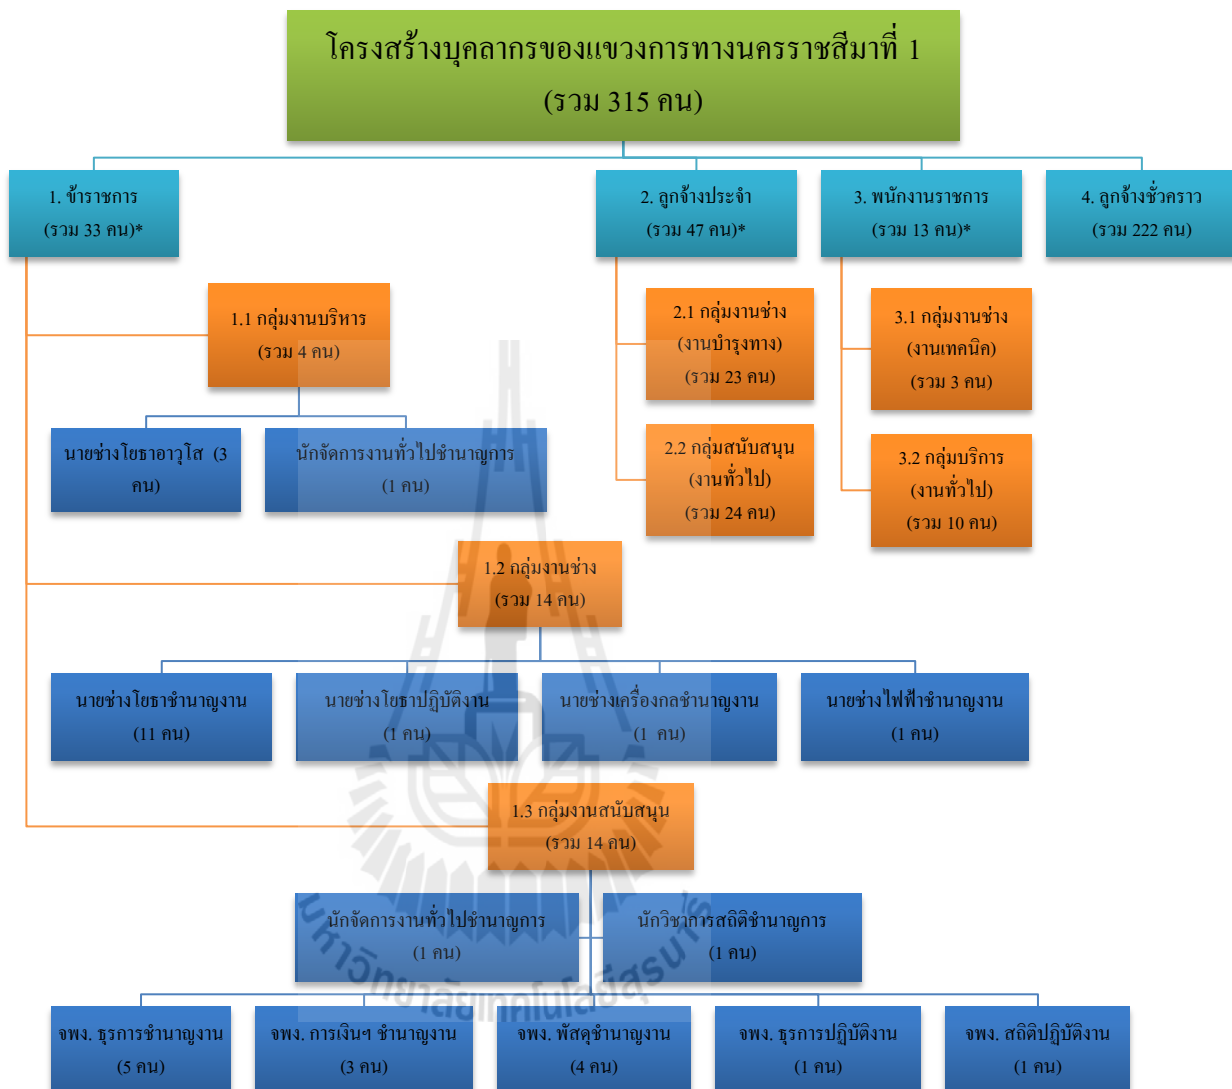 โครงสร้างบุคลากรของแขวงการทางนครราชสีมาที่ 1
(รวม 315 คน)
1. ข้าราชการ
(รวม 33 คน)*
2. ลูกจ้างประจำ
(รวม 47 คน)*
3. พนักงานราชการ
(รวม 13 คน)*
4. ลูกจ้างชั่วคราว
(รวม 222 คน)
1.1 กลุ่มงานบริหาร
(รวม 4 คน)
2.1 กลุ่มงานช่าง
(งานบำรุงทาง)
(รวม 23 คน)
3.1 กลุ่มงานช่าง
(งานเทคนิค)
(รวม 3 คน)
นายช่างโยธาอาวุโส (3
คน)
นักจัดการงานทั่วไปชำนาญการ
(1 คน)
2.2 กลุ่มสนับสนุน
(งานทั่วไป)
(รวม 24 คน)
3.2 กลุ่มบริการ
(งานทั่วไป)
(รวม 10 คน)
1.2 กลุ่มงานช่าง
(รวม 14 คน)
นายช่างโยธาชำนาญงาน
(11 คน)
นายช่างโยธาปฏิบัติงาน
(1 คน)
นายช่างเครื่องกลชำนาญงาน
(1 คน)
นายช่างไฟฟ้าชำนาญงาน
(1 คน)
1.3 กลุ่มงานสนับสนุน
(รวม 14 คน)
นักจัดการงานทั่วไปชำนาญการ
(1 คน)
นักวิชาการสถิติชำนาญการ
(1 คน)
มหาวิทยาลัยเทคโนโลยีสุรนารี
จพง. ธุรการชำนาญงาน
(5 คน)
จพง. การเงินฯ ชำนาญงาน
(3 คน)
จพง. พัสดุชำนาญงาน
(4 คน)
จพง. ธุรการปฏิบัติงาน
(1 คน)
จพง. สถิติปฏิบัติงาน
(1 คน)